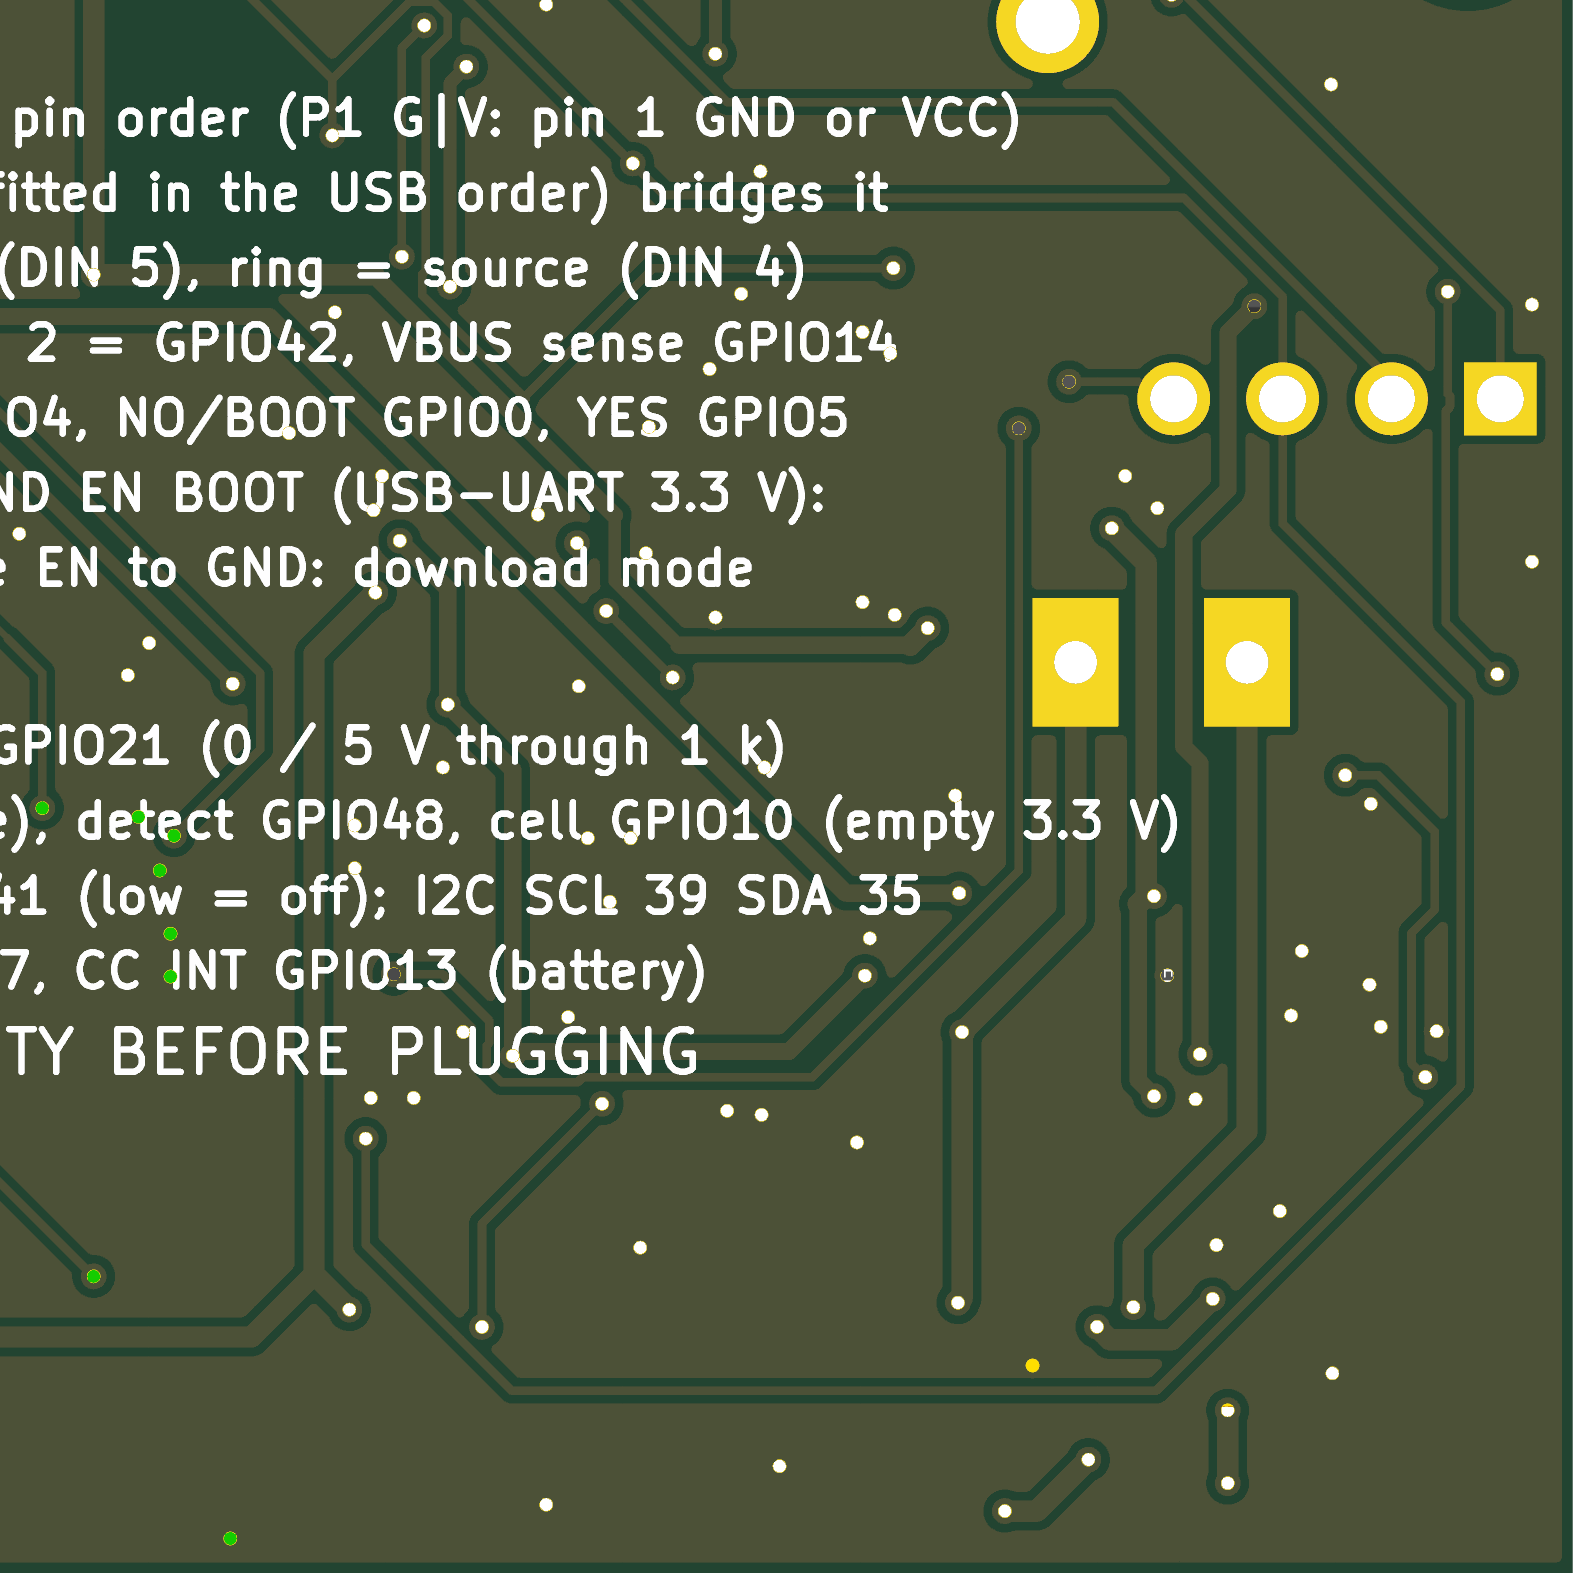 pin order (P1 G|V: pin 1 GND or VCC)
fitted in the USB order) bridges it
(DIN 5), ring = source (DIN 4)
2 = GPIO42, VBUS sense GPIO14
O4, NO/BOOT GPIO0, YES GPIO5
ND EN BOOT (USB-UART 3.3 V):
e EN to GND: download mode
GPIO21 (0 / 5 V through 1 k)
e), detect GPIO48, cell GPIO10 (empty 3.3 V)
41 (low = off); I2C SCL 39 SDA 35
7, CC INT GPIO13 (battery)
TY BEFORE PLUGGING